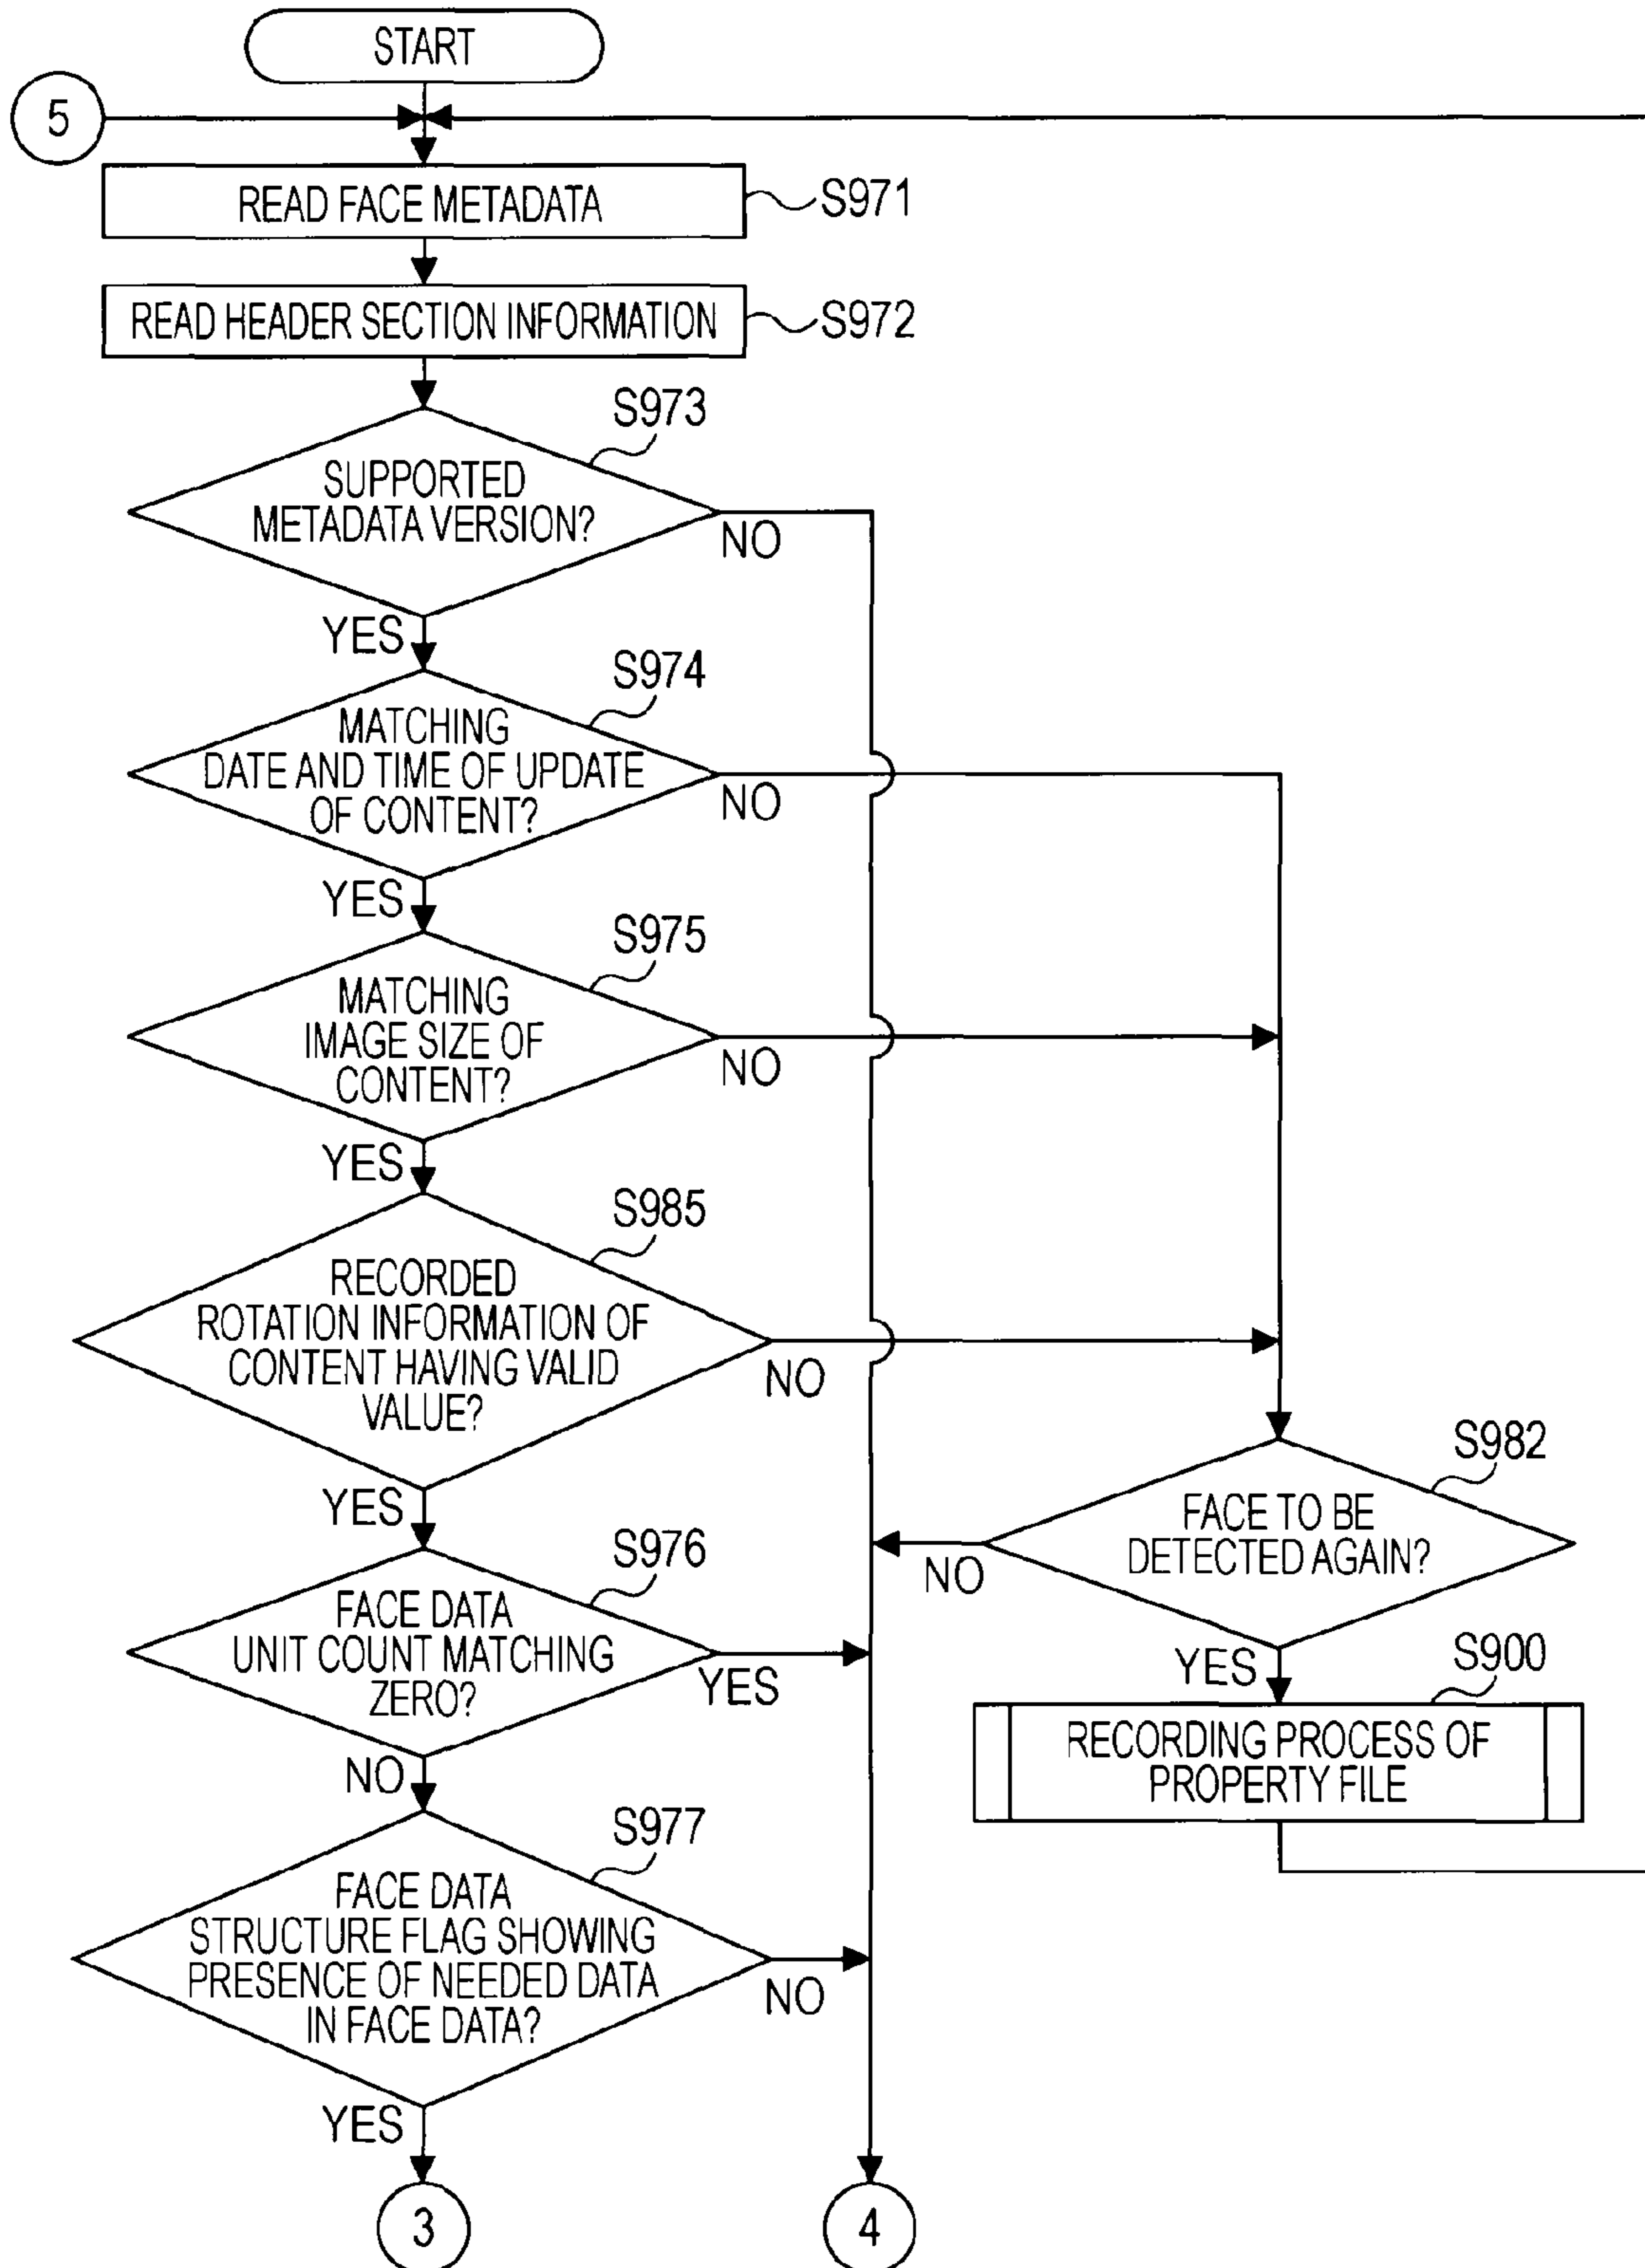 START
5
READ FACE METADATA
S971
READ HEADER SECTION INFORMATION
S972
S973
SUPPORTED
METADATA VERSION?
NO
YES
S974
MATCHING
DATE AND TIME OF UPDATE
OF CONTENT?
NO
YES
S975
MATCHING
IMAGE SIZE OF
CONTENT?
NO
YES
S985
RECORDED
ROTATION INFORMATION OF
CONTENT HAVING VALID
VALUE?
NO
YES
S982
FACE TO BE
DETECTED AGAIN?
NO
YES
S976
FACE DATA
UNIT COUNT MATCHING
ZERO?
YES
NO
S900
RECORDING PROCESS OF
PROPERTY FILE
S977
FACE DATA
STRUCTURE FLAG SHOWING
PRESENCE OF NEEDED DATA
IN FACE DATA?
NO
YES
3
4